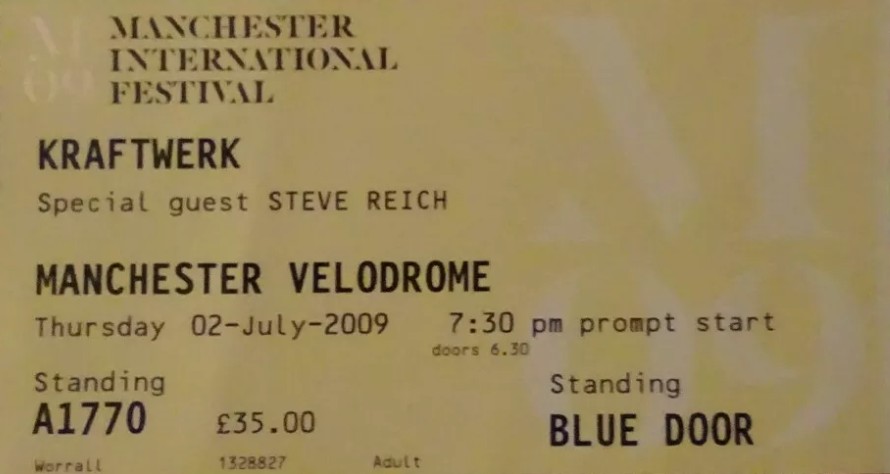 MANCHESTER
INTERNATIONAL
FESTIVAL
KRAFTWERK
Special guest STEVE REICH
MANCHESTER VELODROME
Thursday 02-July-2009 7:30 pm prompt start
doors 6.30
Standing Standing
A1770 £35.00 BLUE DOOR
Worrall 1328827 Adult
M
09